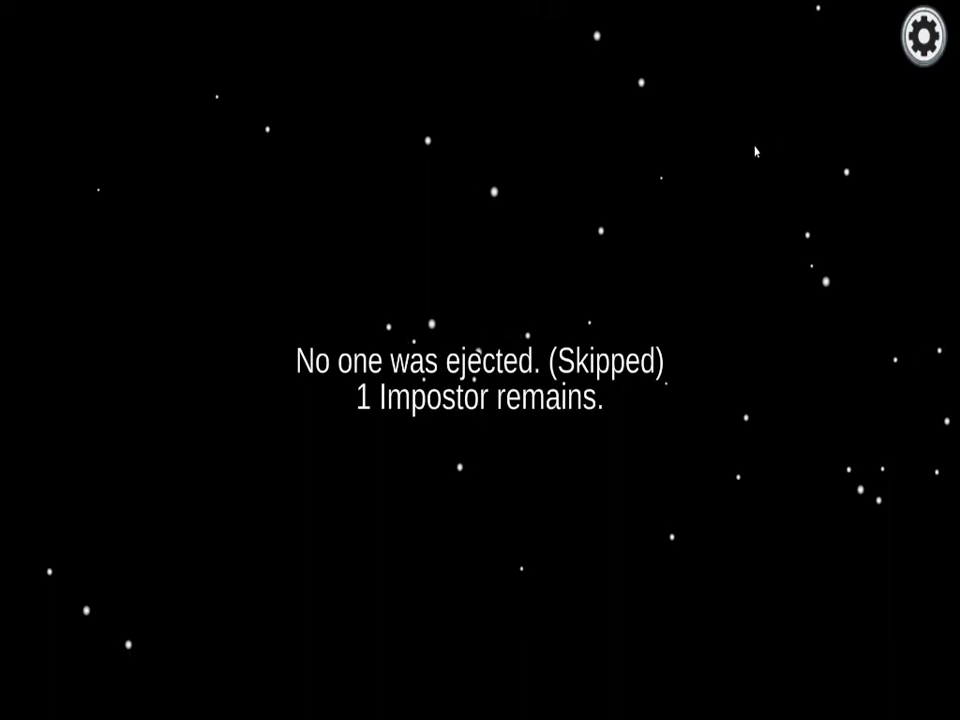 No one was ejected. (Skipped)
1 Impostor remains.